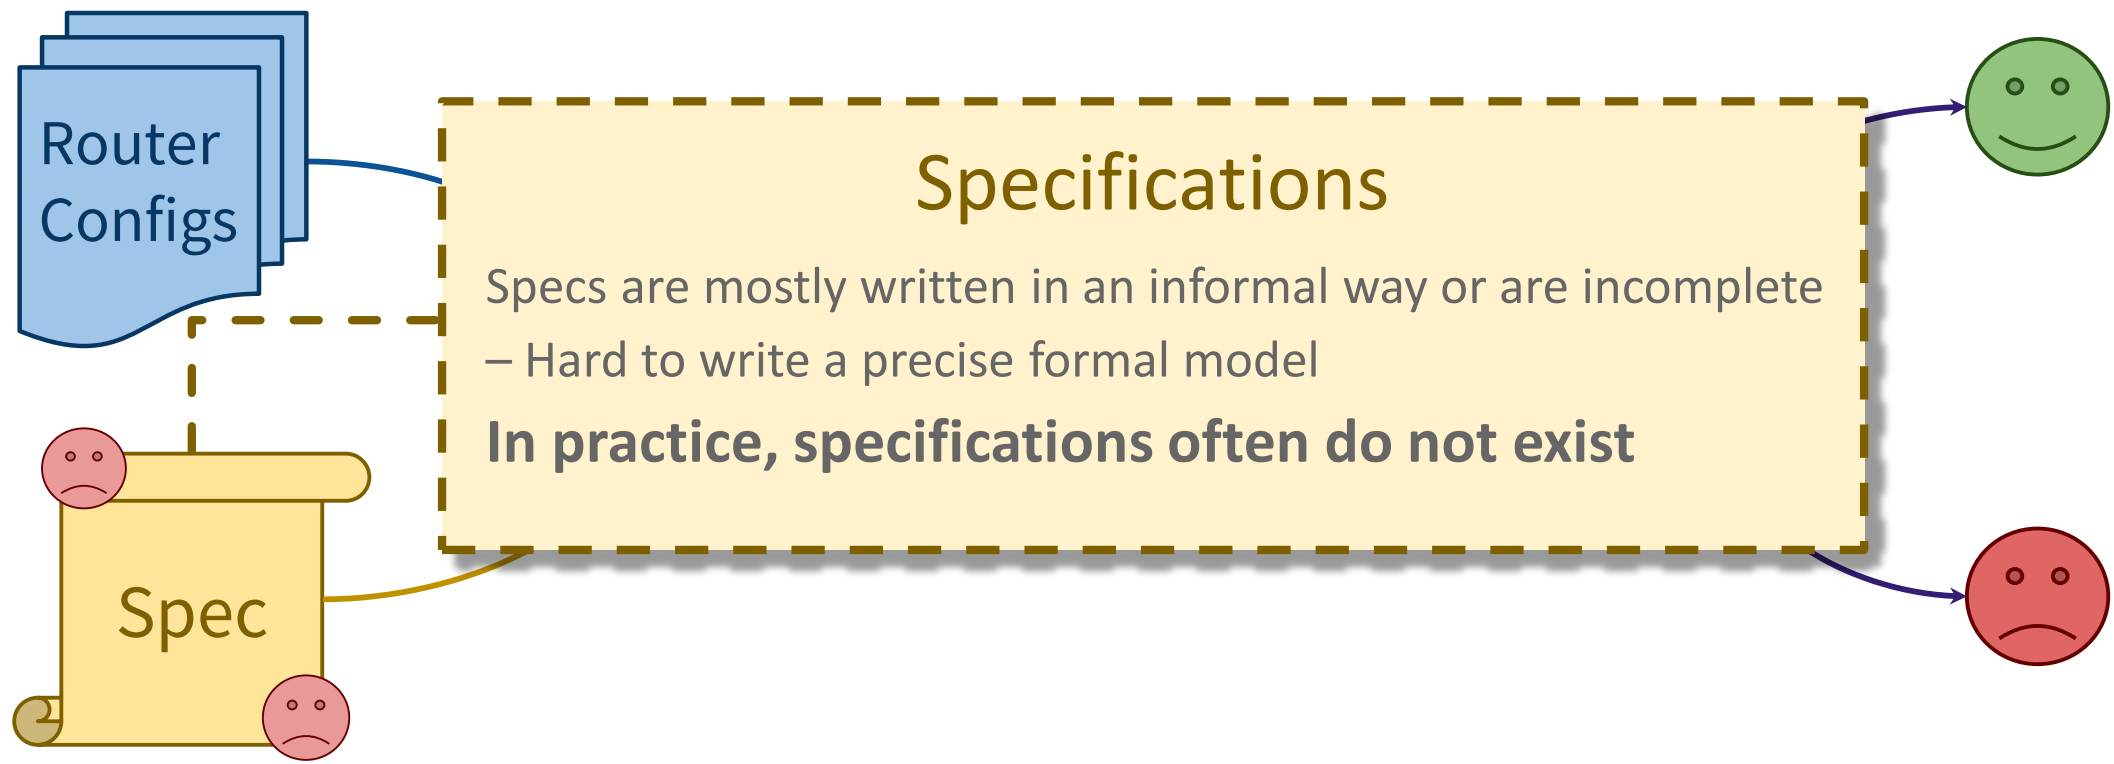 Router
Configs
Specifications
Specs are mostly written in an informal way or are incomplete
– Hard to write a precise formal model
In practice, specifications often do not exist
Spec